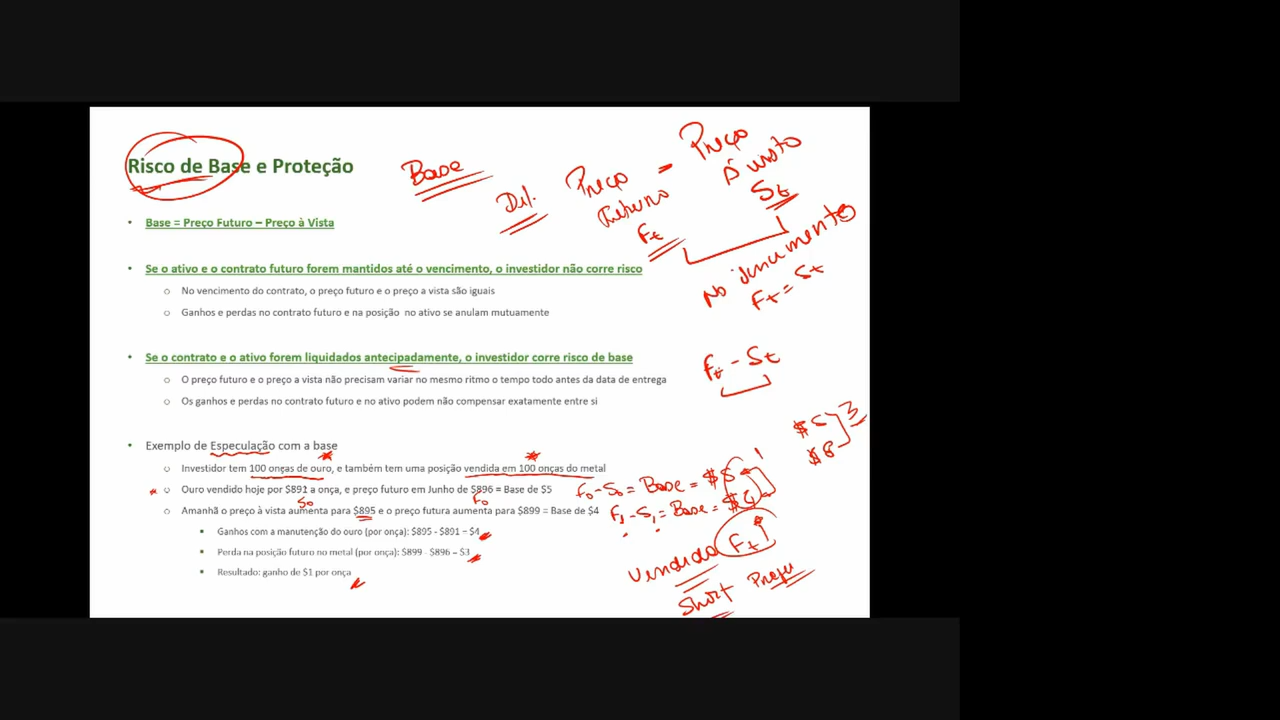 Risco de Base e Proteção
Base
Preço
Preço
Dif.
Futuro
-
à vista
St
Ft
• Base = Preço Futuro – Preço à Vista
• Se o ativo e o contrato futuro forem mantidos até o vencimento, o investidor não corre risco
No vencimento
Ft = St
o No vencimento do contrato, o preço futuro e o preço a vista são iguais
o Ganhos e perdas no contrato futuro e na posição no ativo se anulam mutuamente
• Se o contrato e o ativo forem liquidados antecipadamente, o investidor corre risco de base
Ft - St
o O preço futuro e o preço a vista não precisam variar no mesmo ritmo o tempo todo antes da data de entrega
o Os ganhos e perdas no contrato futuro e no ativo podem não compensar exatamente entre si
$5
$8
3
• Exemplo de Especulação com a base
o Investidor tem 100 onças de ouro, e também tem uma posição vendida em 100 onças do metal
o Ouro vendido hoje por $891 a onça, e preço futuro em Junho de $896 = Base de $5
S0
F0
F0 - S0 = Base = $5
1
o Amanhã o preço à vista aumenta para $895 e o preço futura aumenta para $899 = Base de $4
F1 - S1 = Base = $4
▪ Ganhos com a manutenção do ouro (por onça): $895 - $891 = $4
▪ Perda na posição futuro no metal (por onça): $899 - $896 = $3
▪ Resultado: ganho de $1 por onça
Vendido
Ft
Short